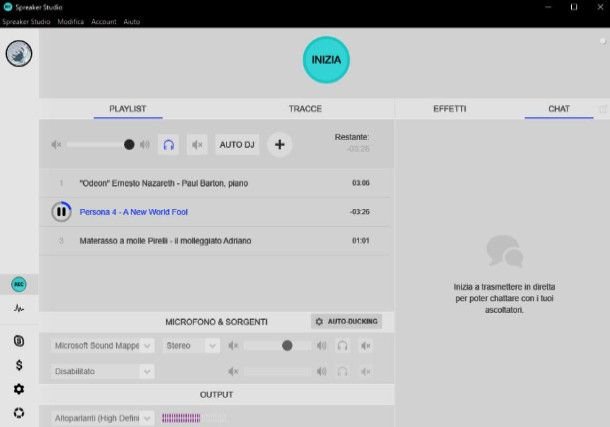 Spreaker Studio
Spreaker Studio Modifica Account Aiuto
INIZIA
PLAYLIST TRACCE EFFETTI CHAT
AUTO DJ
Restante:
-03:26
1 "Odeon" Ernesto Nazareth - Paul Barton, piano 03:06
Persona 4 - A New World Fool -03:26
3 Materasso a molle Pirelli - il molleggiato Adriano 01:01
Inizia a trasmettere in diretta
per poter chattare con i tuoi
ascoltatori.
REC
MICROFONO & SORGENTI AUTO-DUCKING
Microsoft Sound Mappe Stereo
Disabilitato
OUTPUT
Altoparlanti (High Defini